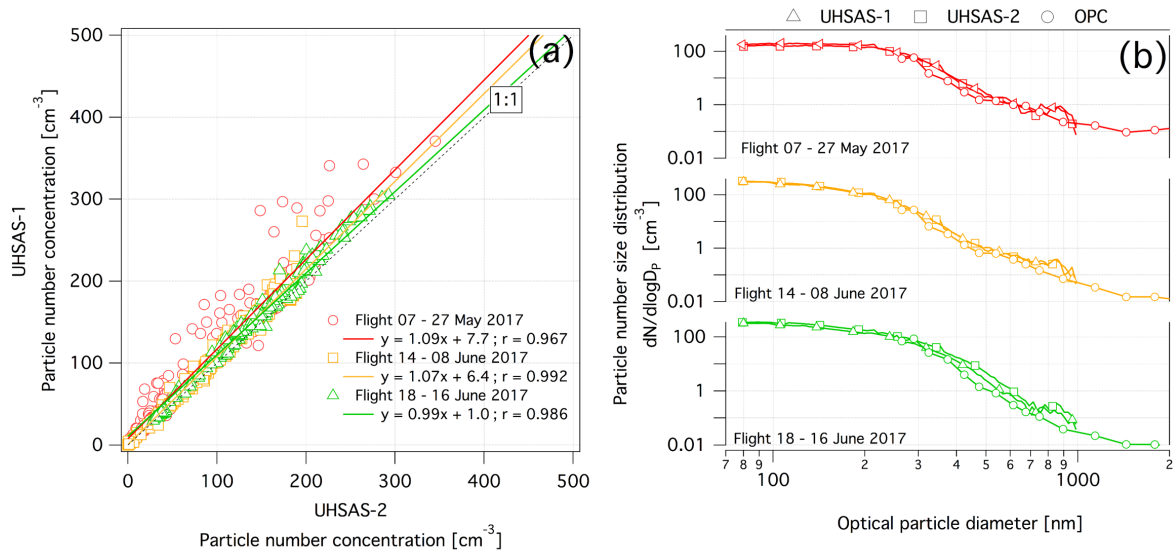 (a)
500
400
300
200
100
0
UHSAS-1
Particle number concentration [cm⁻³]
1:1
Flight 07 - 27 May 2017
y = 1.09x + 7.7 ; r = 0.967
Flight 14 - 08 June 2017
y = 1.07x + 6.4 ; r = 0.992
Flight 18 - 16 June 2017
y = 0.99x + 1.0 ; r = 0.986
0 100 200 300 400 500
UHSAS-2
Particle number concentration [cm⁻³]
UHSAS-1 UHSAS-2 OPC
(b)
100
1
0.01
Flight 07 - 27 May 2017
100
1
0.01
Flight 14 - 08 June 2017
100
1
0.01
Flight 18 - 16 June 2017
Particle number size distribution
dN/dlogDP [cm⁻³]
7 8 9 2 3 4 5 6 7 8 9 2
100 1000
Optical particle diameter [nm]